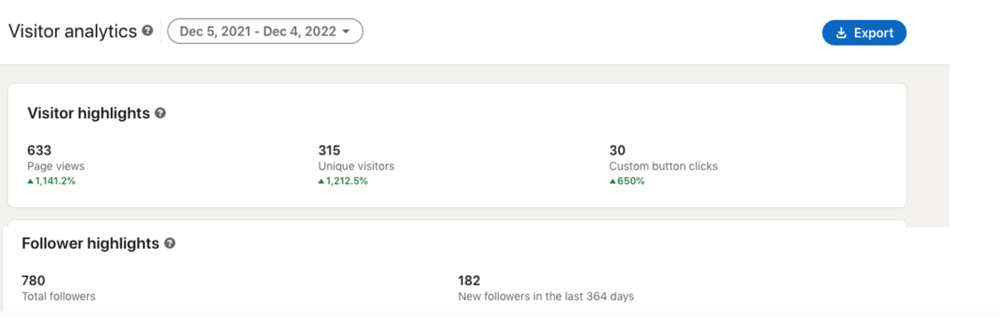 Visitor analytics ? Dec 5, 2021 - Dec 4, 2022 Export
Visitor highlights ?
633 315 30
Page views Unique visitors Custom button clicks
▲1,141.2% ▲1,212.5% ▲650%
Follower highlights ?
780 182
Total followers New followers in the last 364 days